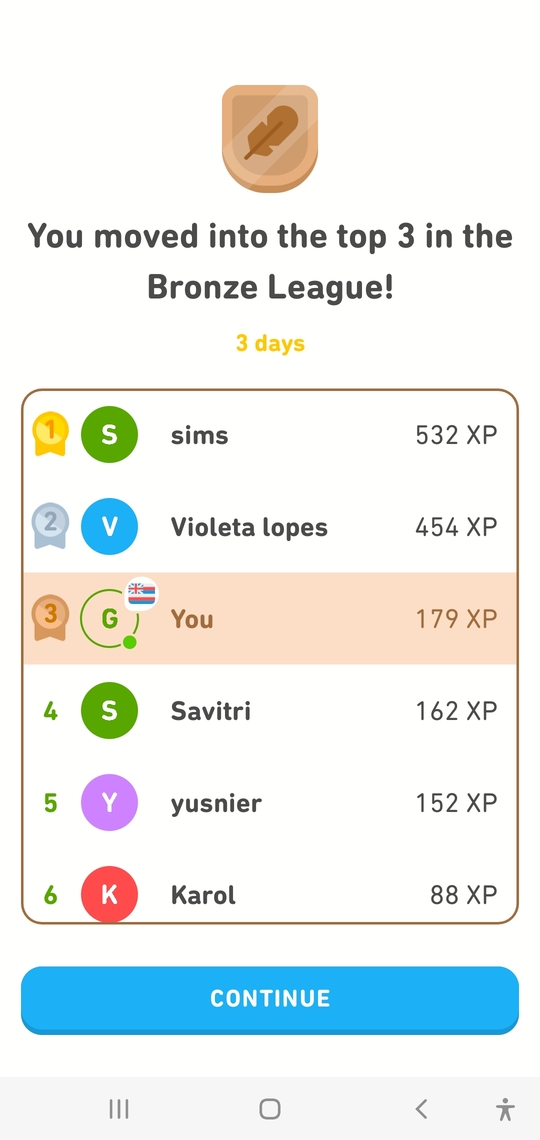 You moved into the top 3 in the
Bronze League!
3 days
1 S sims 532 XP
2 V Violeta lopes 454 XP
3 G You 179 XP
4 S Savitri 162 XP
5 Y yusnier 152 XP
6 K Karol 88 XP
CONTINUE